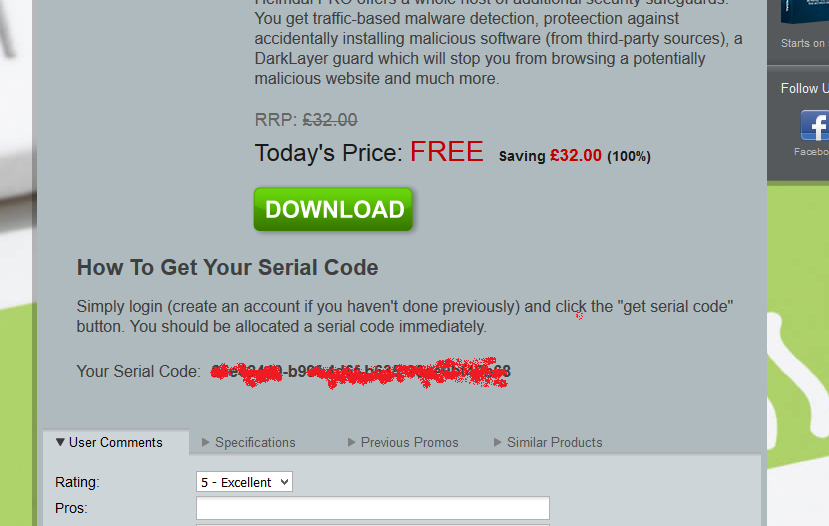 Heimdal PRO offers a whole host of additional security safeguards.
You get traffic-based malware detection, proteection against
accidentally installing malicious software (from third-party sources), a
DarkLayer guard which will stop you from browsing a potentially
malicious website and much more.
RRP: £32.00
Today's Price: FREE Saving £32.00 (100%)
DOWNLOAD
How To Get Your Serial Code
Simply login (create an account if you haven't done previously) and click the "get serial code"
button. You should be allocated a serial code immediately.
Your Serial Code:
User Comments
Specifications
Previous Promos
Similar Products
Rating:
5 - Excellent
Pros:
Starts on
Follow U
Facebo